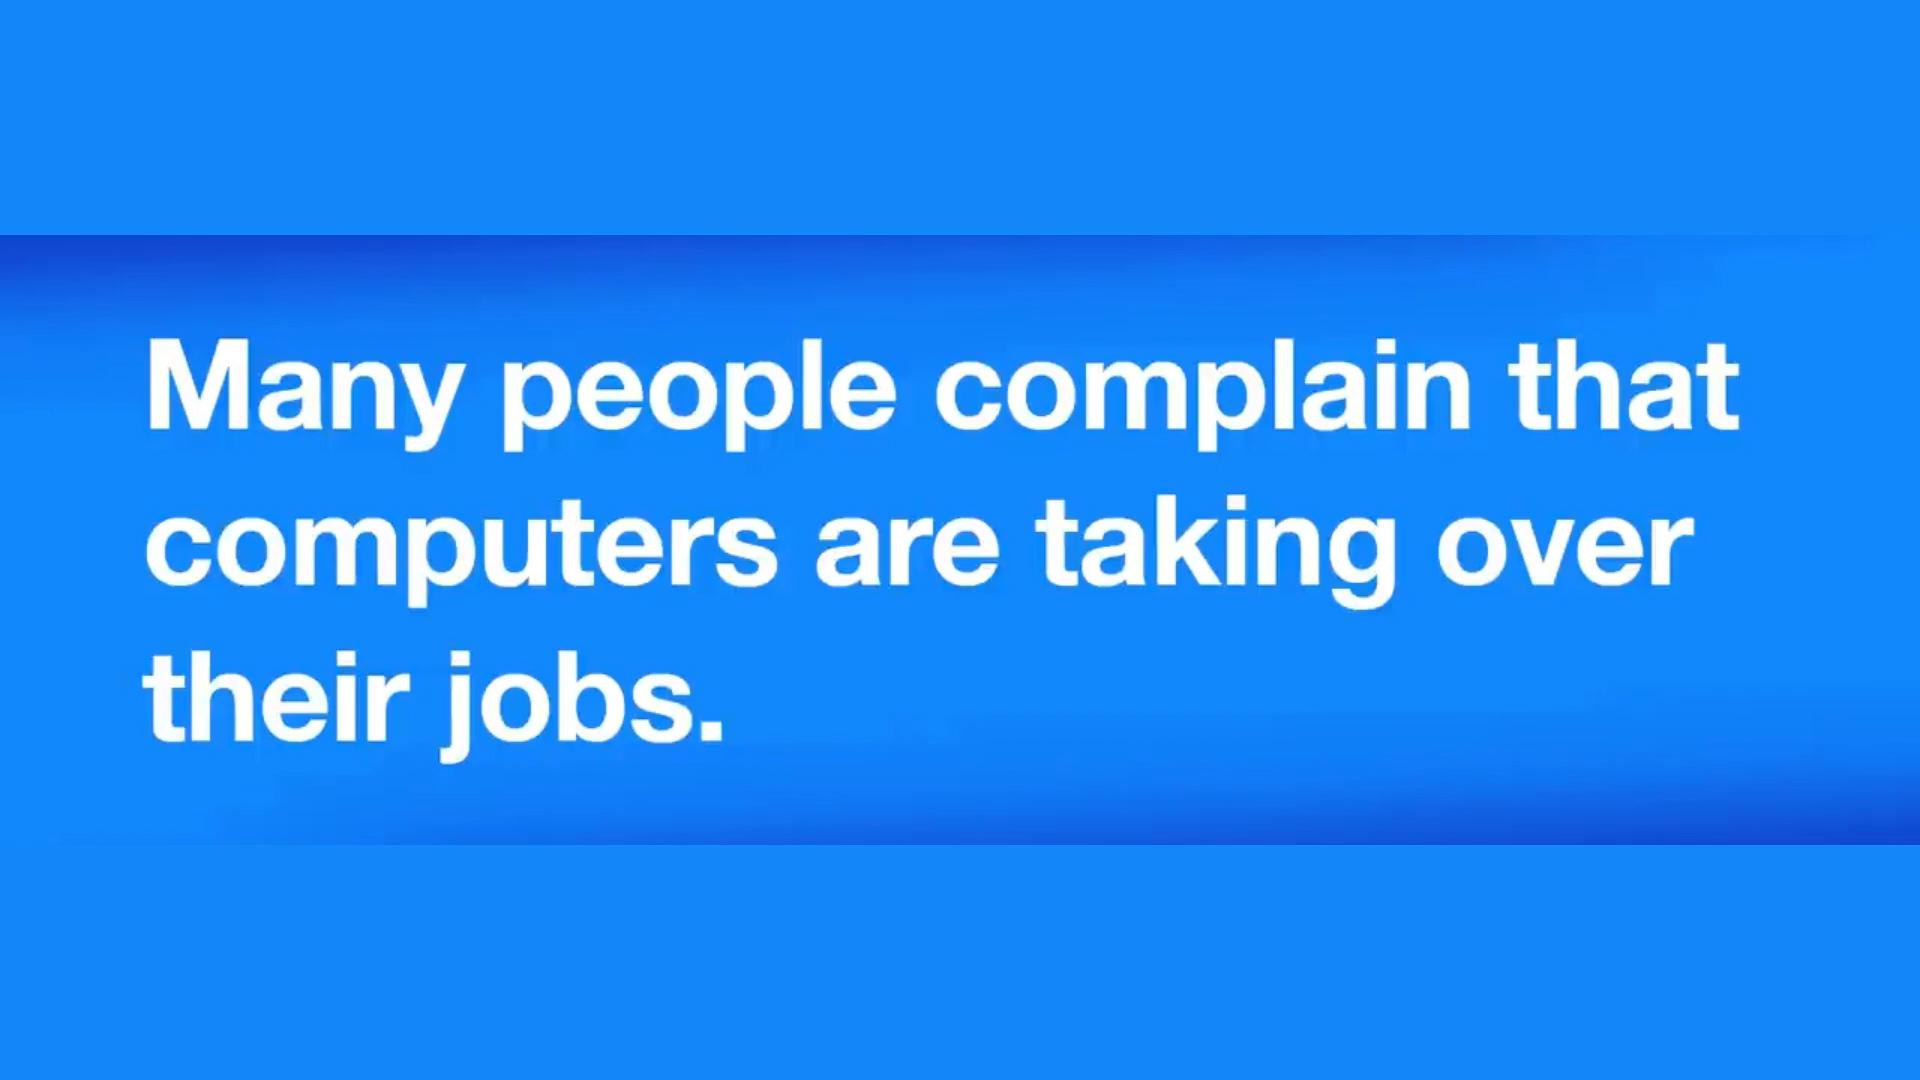 Many people complain that
computers are taking over
their jobs.